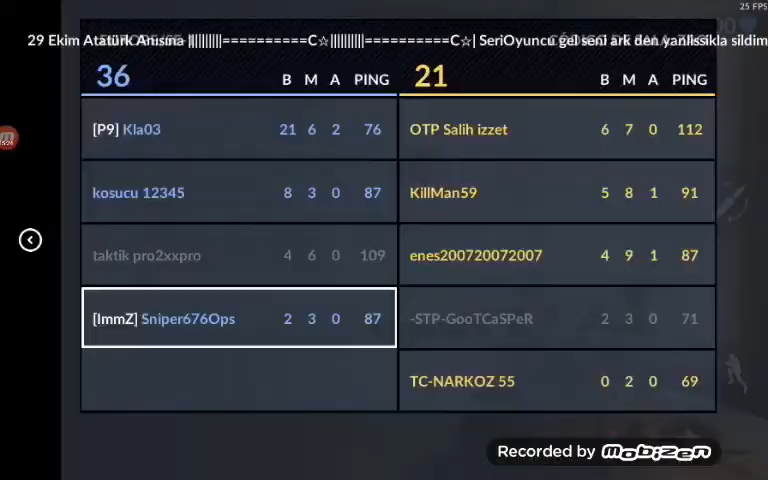 25 FPS
29 Ekim Atatürk Anısına ||||||||||==========C☆||||||||||==========C☆| SeriOyuncu gel seni ark den yanlissikla sildim
36 B M A PING 21 B M A PING
[P9] Kla03 21 6 2 76 OTP Salih izzet 6 7 0 112
kosucu 12345 8 3 0 87 KillMan59 5 8 1 91
taktik pro2xxpro 4 6 0 109 enes200720072007 4 9 1 87
[ImmZ] Sniper676Ops 2 3 0 87 -STP-GooTCaSPeR 2 3 0 71
TC-NARKOZ 55 0 2 0 69
Recorded by Mobizen